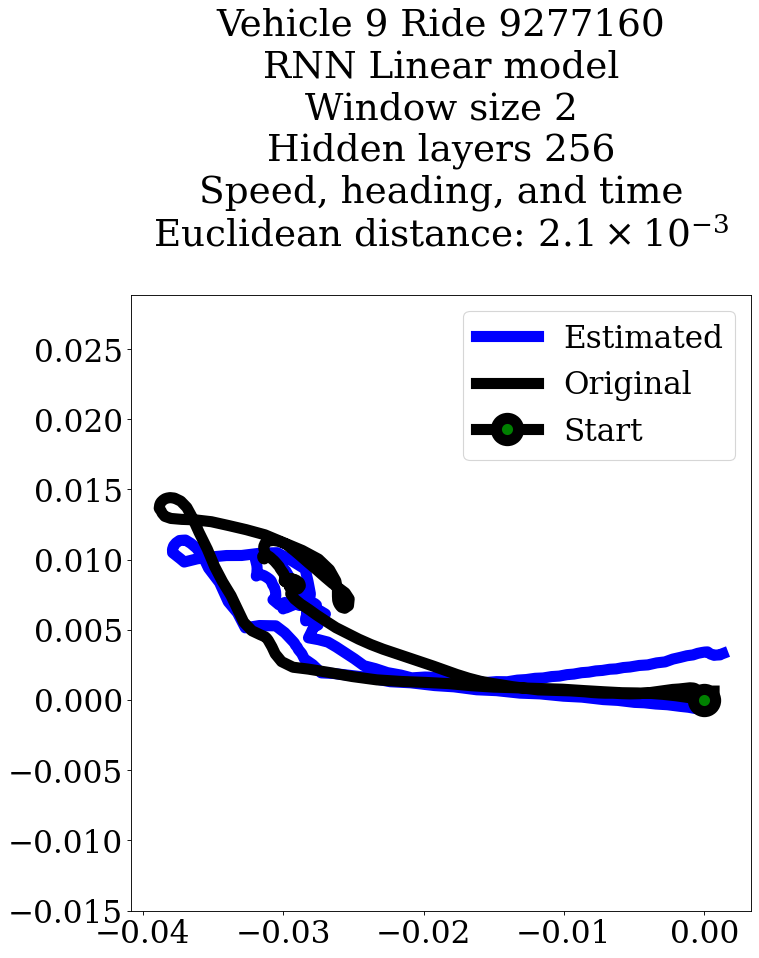 Vehicle 9 Ride 9277160
RNN Linear model
Window size 2
Hidden layers 256
Speed, heading, and time
Euclidean distance: 2.1 × 10⁻³
Estimated
Original
Start
0.025
0.020
0.015
0.010
0.005
0.000
−0.005
−0.010
−0.015
−0.04 −0.03 −0.02 −0.01 0.00